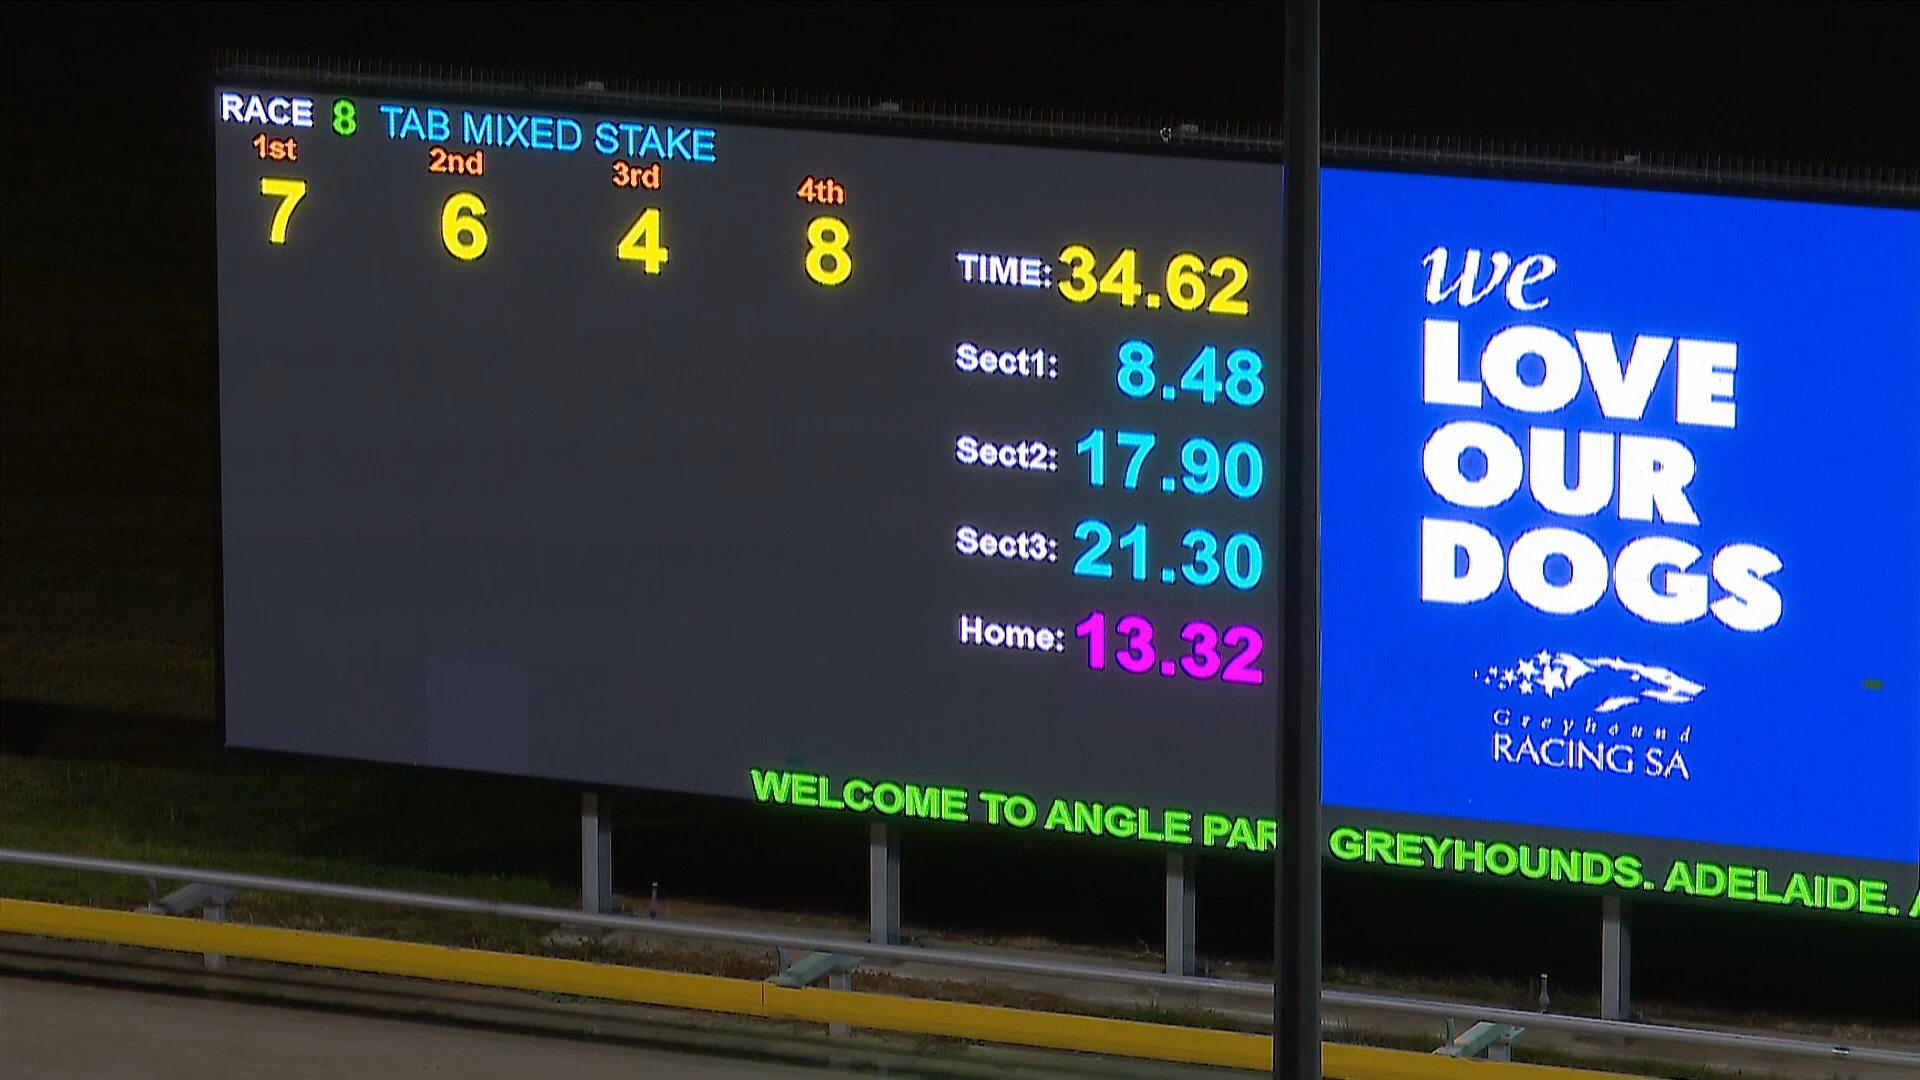 RACE 8 TAB MIXED STAKE
1st 2nd 3rd 4th
7 6 4 8
TIME: 34.62
Sect1: 8.48
Sect2: 17.90
Sect3: 21.30
Home: 13.32
we
LOVE
OUR
DOGS
Greyhound
RACING SA
WELCOME TO ANGLE PAR GREYHOUNDS. ADELAIDE.